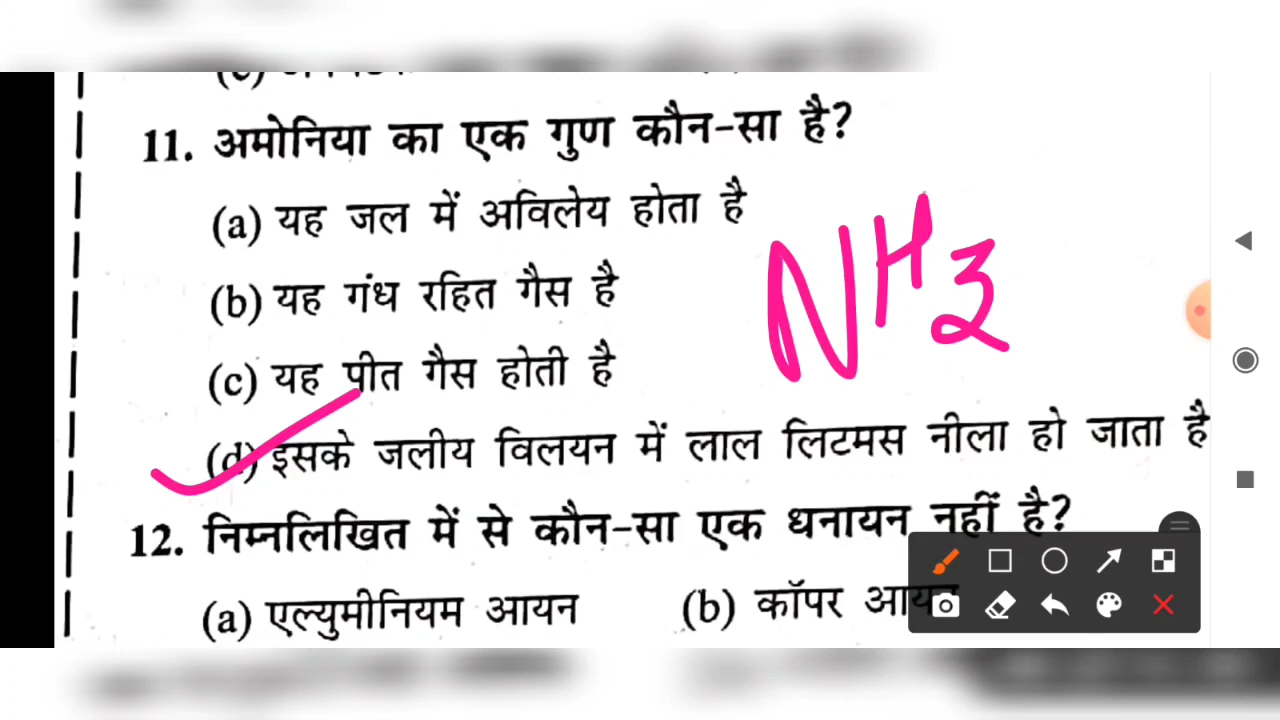 11. अमोनिया का एक गुण कौन-सा है?
(a) यह जल में अविलेय होता है
(b) यह गंध रहित गैस है
NH3
(c) यह पीत गैस होती है
(d) इसके जलीय विलयन में लाल लिटमस नीला हो जाता है
12. निम्नलिखित में से कौन-सा एक धनायन नहीं है?
(a) एल्युमीनियम आयन (b) कॉपर आयन